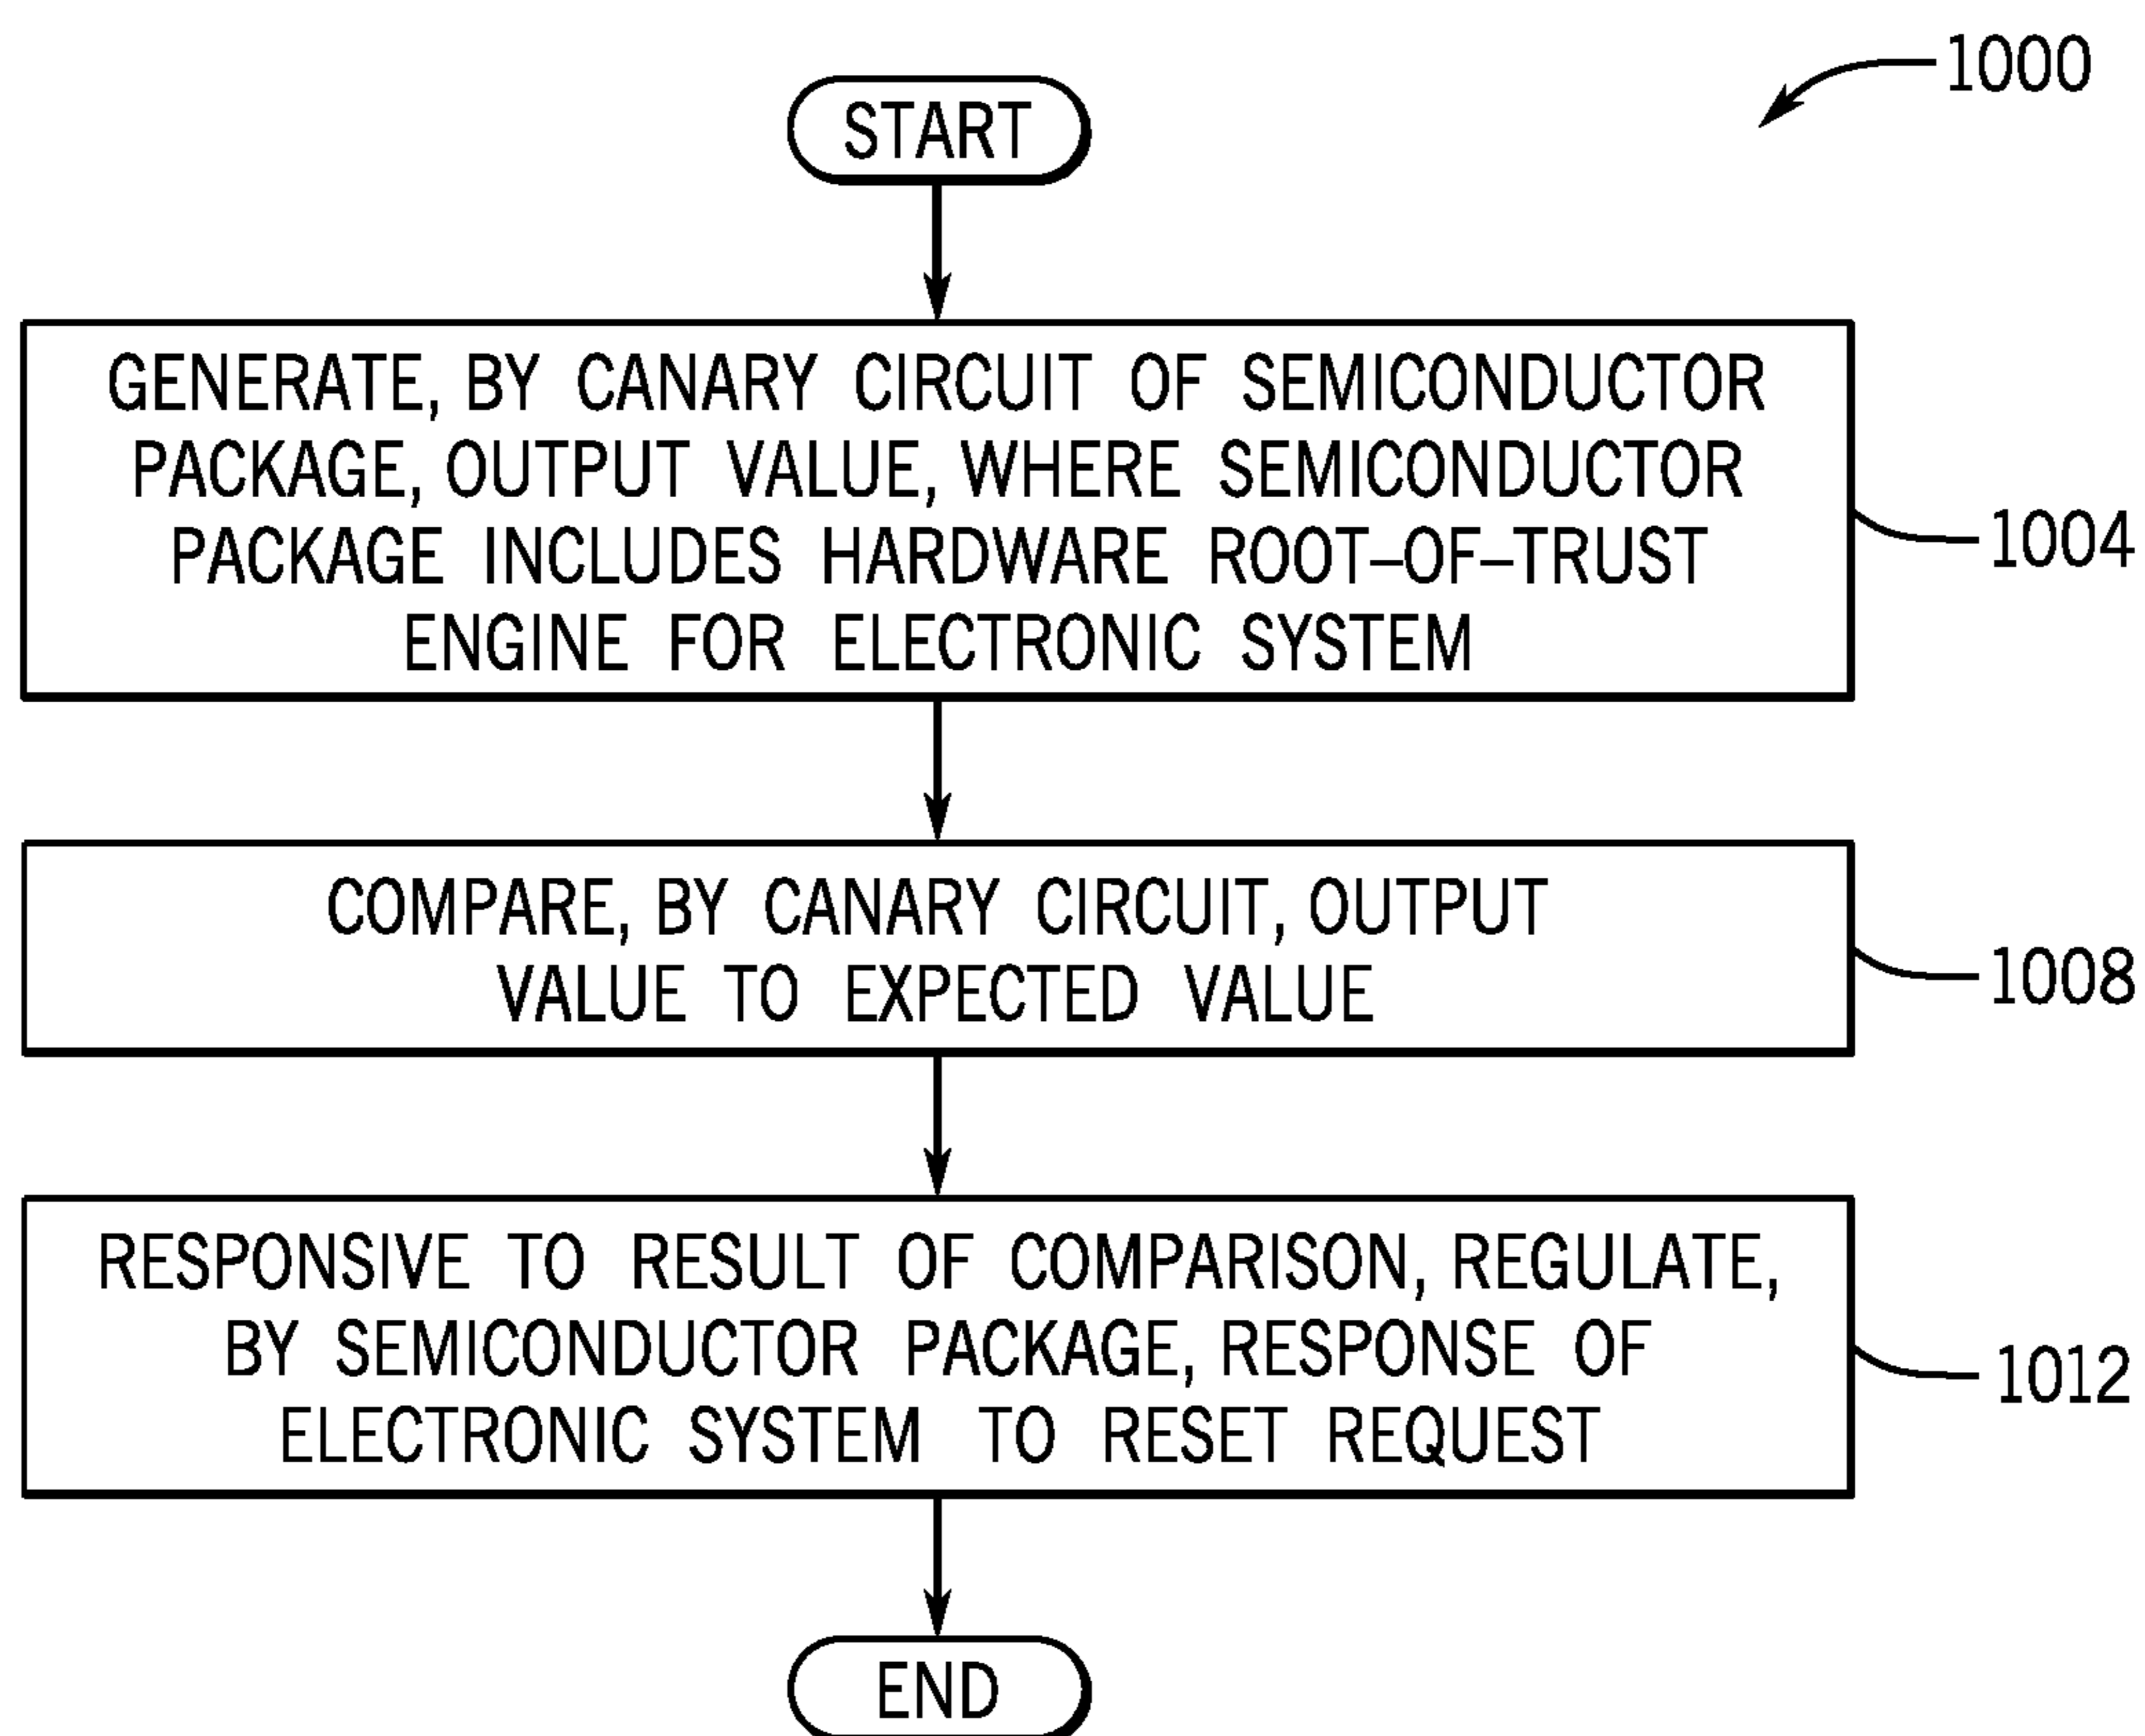 1000
START
GENERATE, BY CANARY CIRCUIT OF SEMICONDUCTOR
PACKAGE, OUTPUT VALUE, WHERE SEMICONDUCTOR
PACKAGE INCLUDES HARDWARE ROOT–OF–TRUST
ENGINE FOR ELECTRONIC SYSTEM
1004
COMPARE, BY CANARY CIRCUIT, OUTPUT
VALUE TO EXPECTED VALUE
1008
RESPONSIVE TO RESULT OF COMPARISON, REGULATE,
BY SEMICONDUCTOR PACKAGE, RESPONSE OF
ELECTRONIC SYSTEM TO RESET REQUEST
1012
END